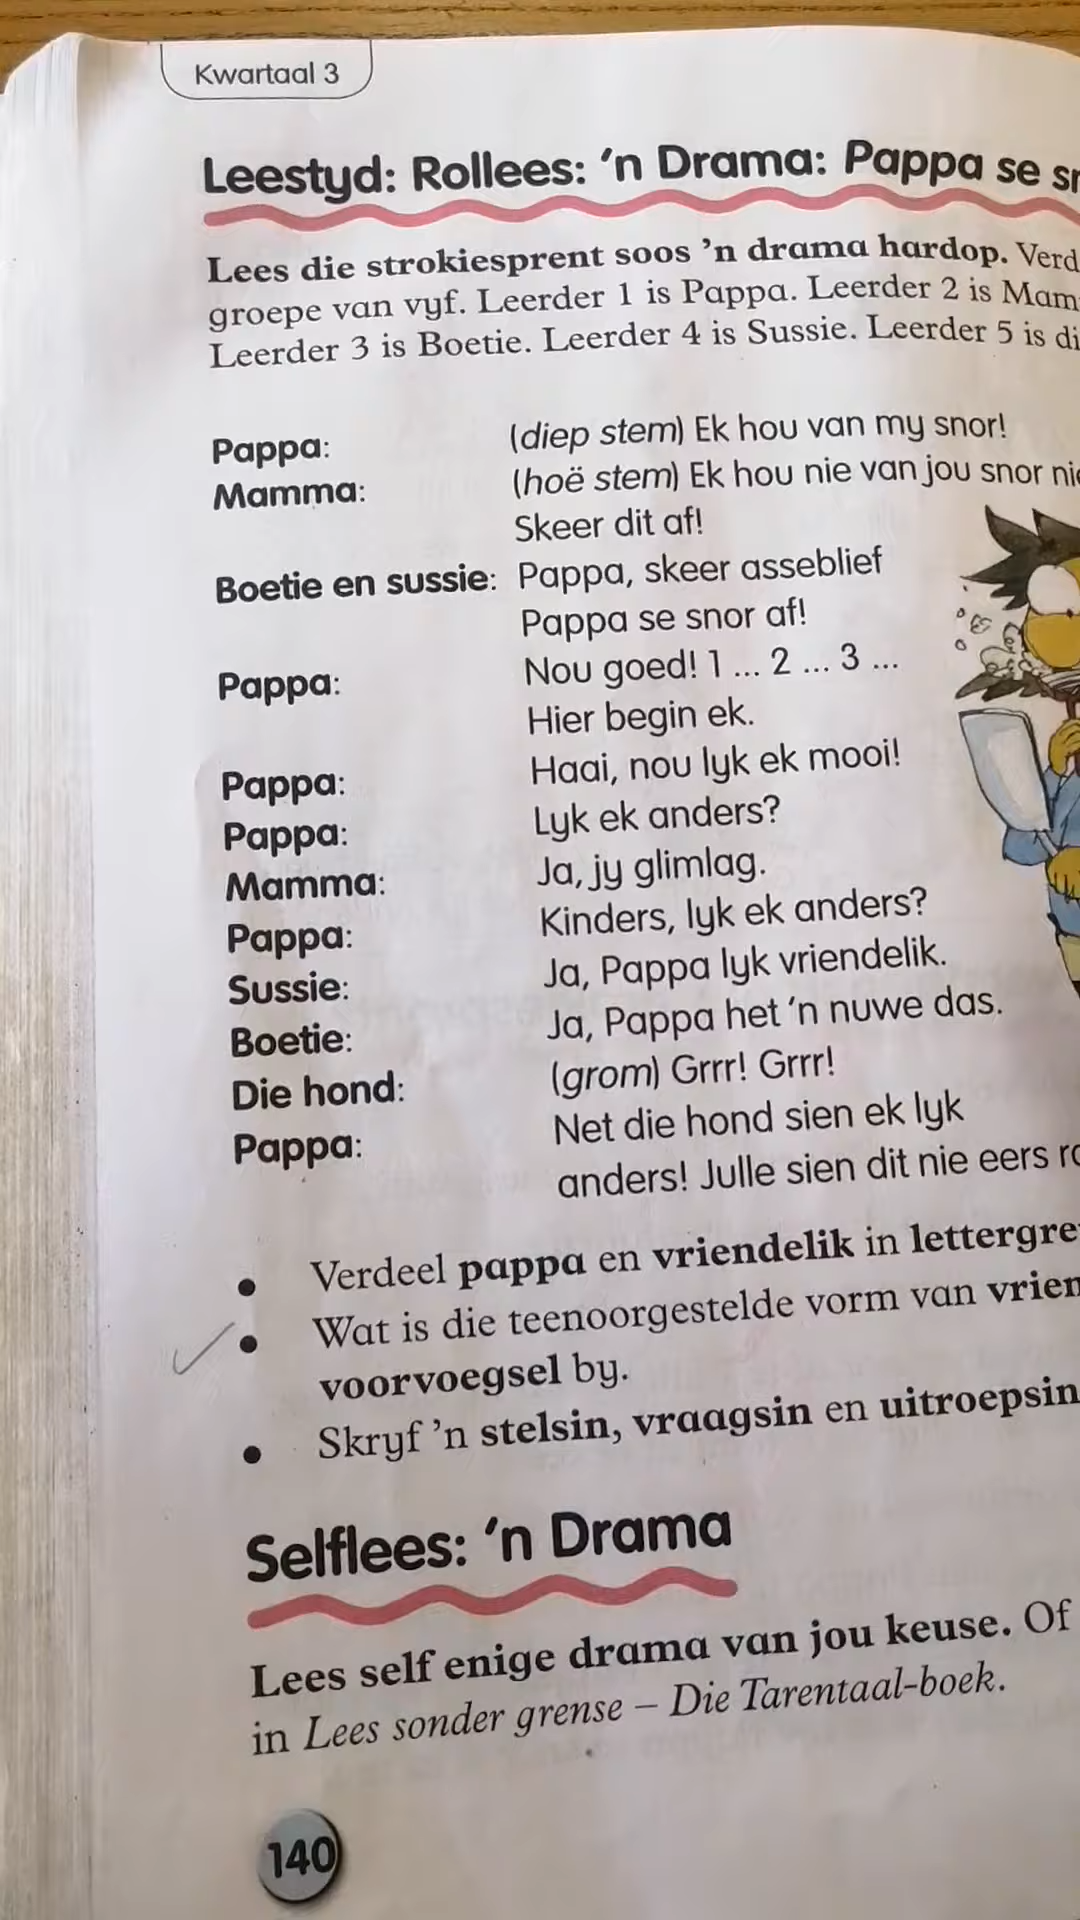 Kwartaal 3
Leestyd: Rollees: ’n Drama: Pappa se
Lees die strokiesprent soos ’n drama hardop.
groepe van vyf. Leerder 1 is Pappa. Leerder 2 is
Leerder 3 is Boetie. Leerder 4 is Sussie. Leerder 5 is
Pappa: (diep stem) Ek hou van my snor!
Mamma: (hoë stem) Ek hou nie van jou snor
Skeer dit af!
Boetie en sussie: Pappa, skeer asseblief
Pappa se snor af!
Pappa: Nou goed! 1 ... 2 ... 3 ...
Hier begin ek.
Pappa: Haai, nou lyk ek mooi!
Pappa: Lyk ek anders?
Mamma: Ja, jy glimlag.
Pappa: Kinders, lyk ek anders?
Sussie: Ja, Pappa lyk vriendelik.
Boetie: Ja, Pappa het ’n nuwe das.
Die hond: (grom) Grrr! Grrr!
Pappa: Net die hond sien ek lyk
anders! Julle sien dit nie eers
• Verdeel pappa en vriendelik in
• Wat is die teenoorgestelde vorm van
voorvoegsel by.
• Skryf ’n stelsin, vraagsin en uitroepsin
Selflees: ’n Drama
Lees self enige drama van jou keuse. Of
in Lees sonder grense – Die Tarentaal-boek.
140